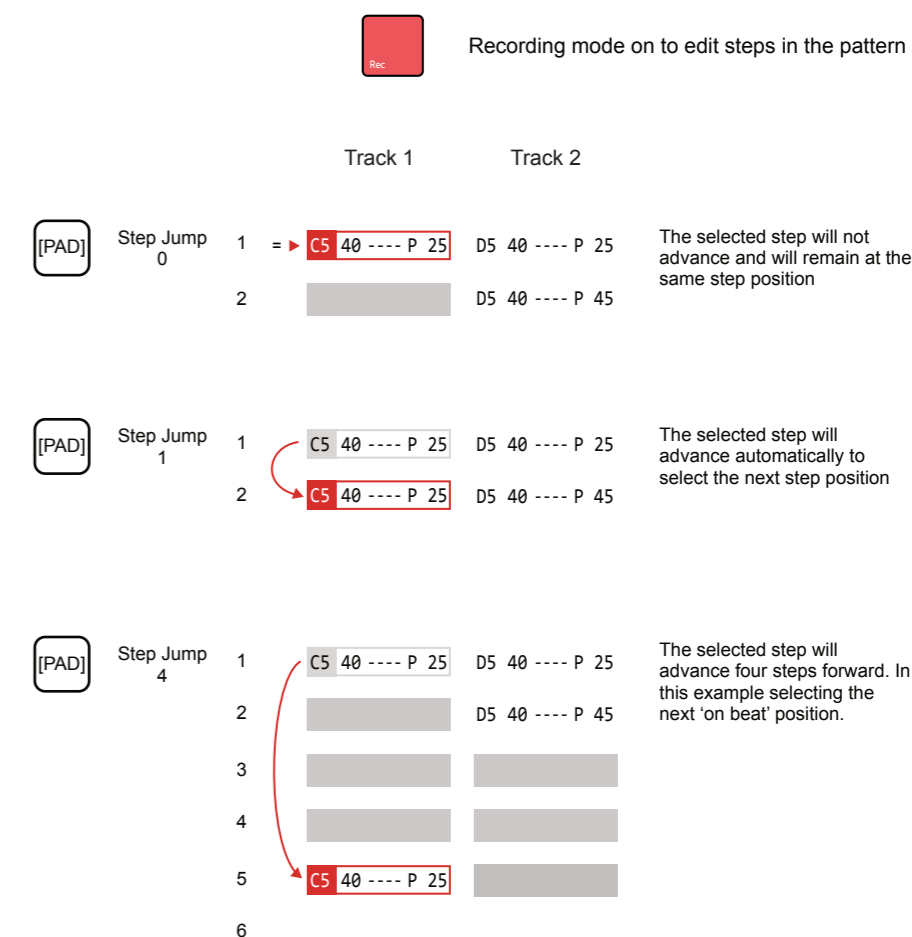 Rec
Recording mode on to edit steps in the pattern
Track 1 Track 2
[PAD] Step Jump 0
1 = C5 40 ---- P 25 D5 40 ---- P 25
2 D5 40 ---- P 45
The selected step will not
advance and will remain at the
same step position
[PAD] Step Jump 1
1 C5 40 ---- P 25 D5 40 ---- P 25
2 C5 40 ---- P 25 D5 40 ---- P 45
The selected step will
advance automatically to
select the next step position
[PAD] Step Jump 4
1 C5 40 ---- P 25 D5 40 ---- P 25
2 D5 40 ---- P 45
3
4
5 C5 40 ---- P 25
6
The selected step will
advance four steps forward. In
this example selecting the
next ‘on beat’ position.